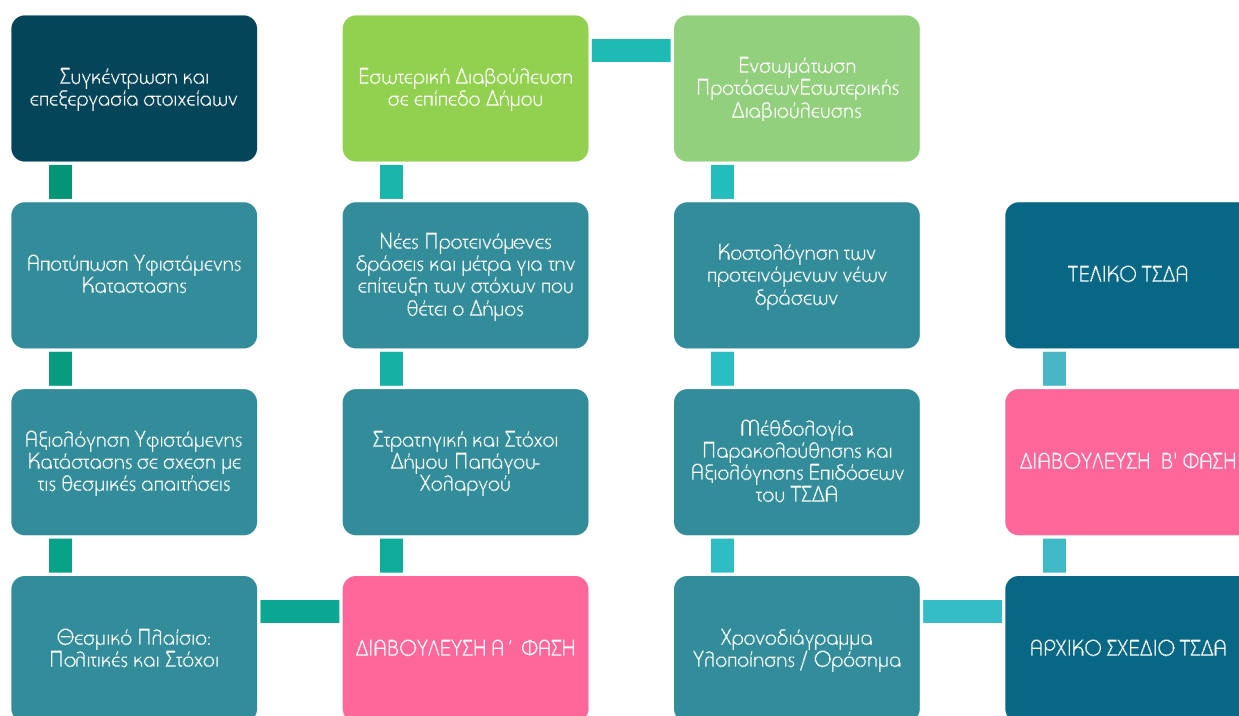 Συγκέντρωση και
επεξεργασία στοιχείαων
Αποτύπωση Υφιστάμενης
Καταστασης
Αξιολόγηση Υφιστάμενης
Κατάστασης σε σχεση με
τις θεσμικές απαιτήσεις
Θεσμικό Πλαίσιο:
Πολιτικές και Στόχοι
ΔΙΑΒΟΥΛΕΥΣΗ Α ' ΦΑΣΗ
Στρατηγική και Στόχοι
Δήμου Παπάγου-
Χολαργού
Νέες Προτεινόμενες
δράσεις και μέτρα για την
επίτευξη των στόχων που
θέτει ο Δήμος
Εσωτερική Διαβούλευση
σε επίπεδο Δήμου
Ενσωμάτωση
ΠροτάσεωνΕσωτερικής
Διαβιούλευσης
Κοστολόγηση των
προτεινόμενων νέων
δράσεων
Μέθδολογία
Παρακολούθησης και
Αξιολόγησης Επιδόσεων
του ΤΣΔΑ
Χρονοδιάγραμμα
Υλοποίησης / Ορόσημα
ΑΡΧΙΚΟ ΣΧΕΔΙΟ ΤΣΔΑ
ΔΙΑΒΟΥΛΕΥΣΗ Β' ΦΑΣΗ
ΤΕΛΙΚΟ ΤΣΔΑ